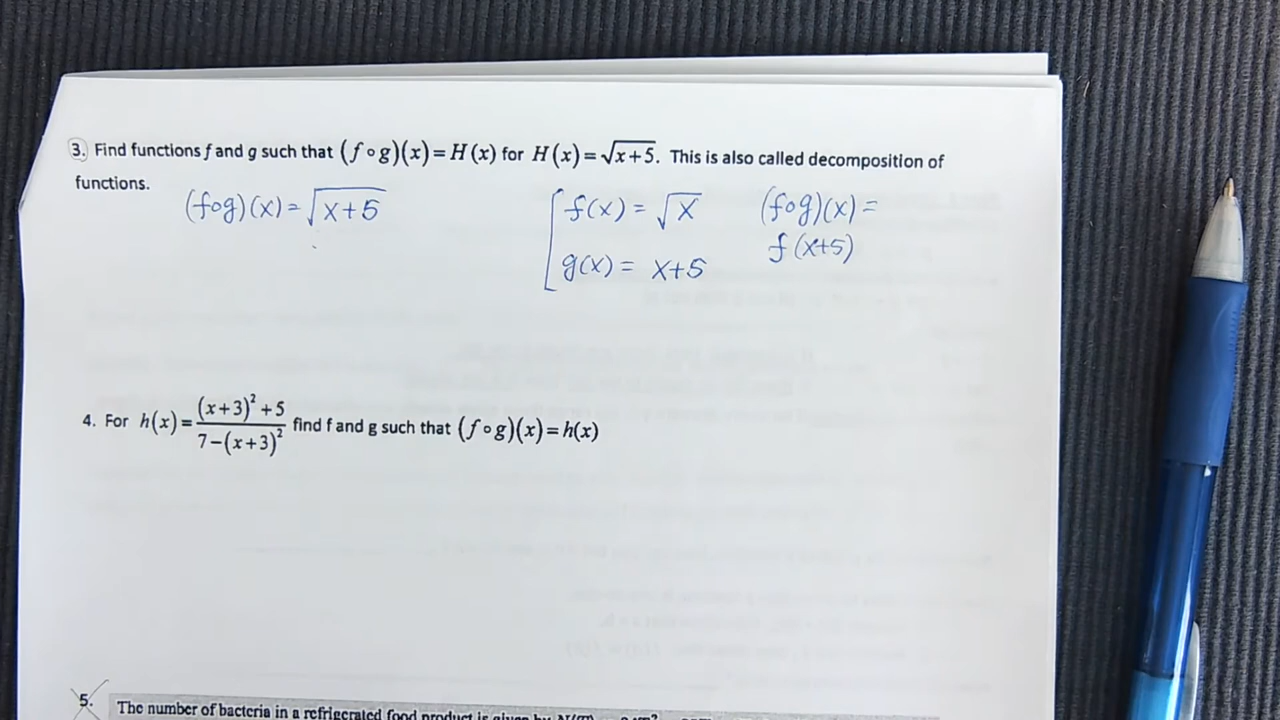 3. Find functions f and g such that (f∘g)(x)=H(x) for H(x)=√(x+5). This is also called decomposition of
functions.
(fog)(x)=√(x+5)
f(x) = √x
g(x) = x+5
(fog)(x)=
f(x+5)
4. For h(x)=((x+3)²+5)/(7-(x+3)²) find f and g such that (f∘g)(x)=h(x)
5. The number of bacteria in a refrigerated food product is given by